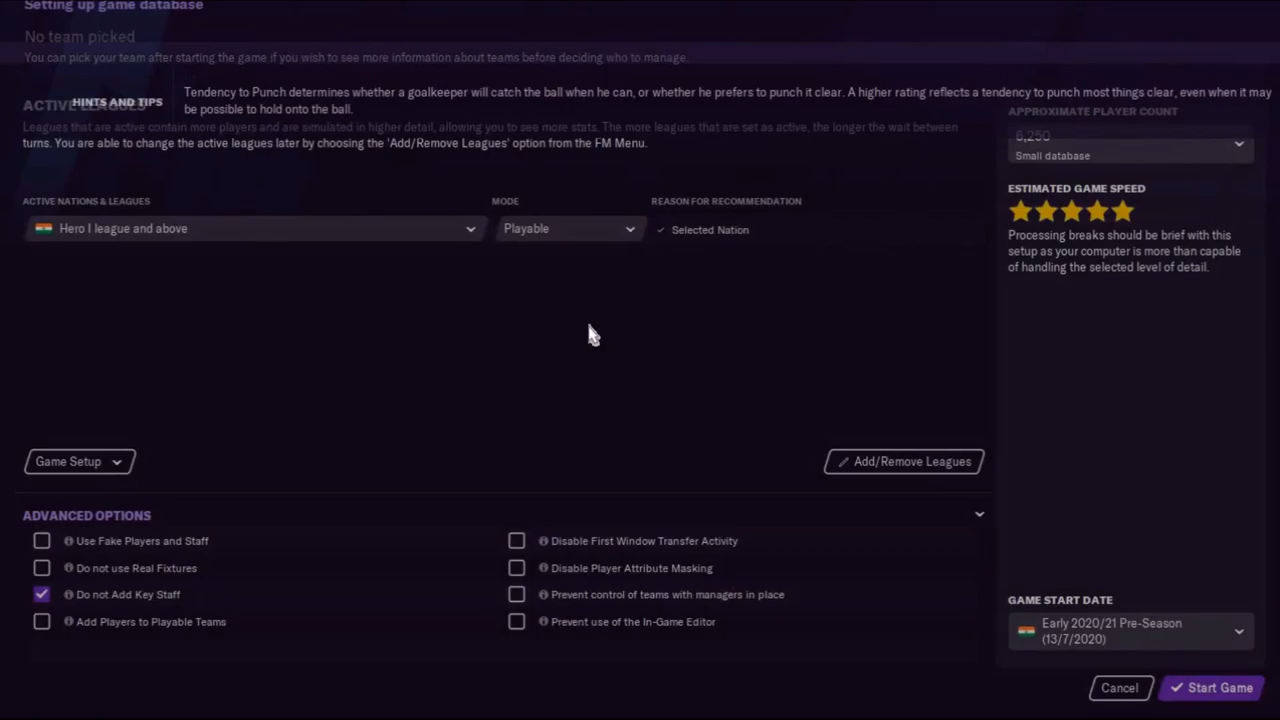 Setting up game database
No team picked
You can pick your team after starting the game if you wish to see more information about teams before deciding who to manage.
HINTS AND TIPS
Tendency to Punch determines whether a goalkeeper will catch the ball when he can, or whether he prefers to punch it clear. A higher rating reflects a tendency to punch most things clear, even when it may
be possible to hold onto the ball.
ACTIVE LEAGUES
Leagues that are active contain more players and are simulated in higher detail, allowing you to see more stats. The more leagues that are set as active, the longer the wait between
turns. You are able to change the active leagues later by choosing the 'Add/Remove Leagues' option from the FM Menu.
APPROXIMATE PLAYER COUNT
6,250
Small database
ESTIMATED GAME SPEED
Processing breaks should be brief with this
setup as your computer is more than capable
of handling the selected level of detail.
ACTIVE NATIONS & LEAGUES
MODE
REASON FOR RECOMMENDATION
Hero I league and above
Playable
Selected Nation
Game Setup
Add/Remove Leagues
ADVANCED OPTIONS
Use Fake Players and Staff
Do not use Real Fixtures
Do not Add Key Staff
Add Players to Playable Teams
Disable First Window Transfer Activity
Disable Player Attribute Masking
Prevent control of teams with managers in place
Prevent use of the In-Game Editor
GAME START DATE
Early 2020/21 Pre-Season
(13/7/2020)
Cancel
Start Game